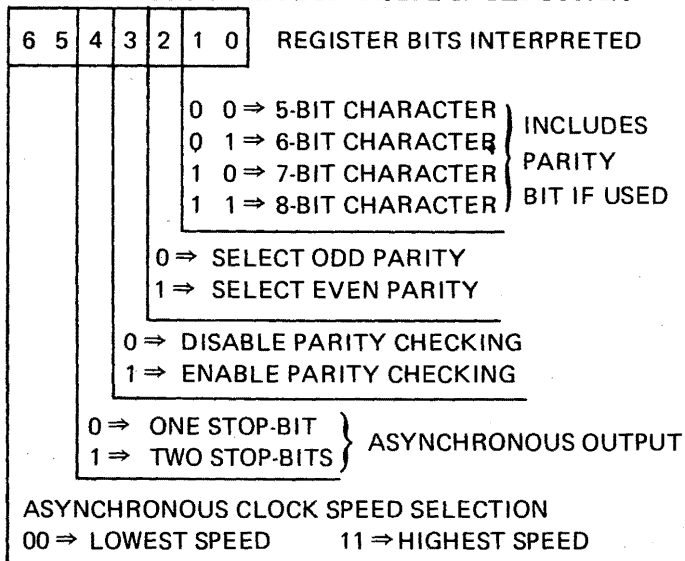 6 5 4 3 2 1 0 REGISTER BITS INTERPRETED
0 0 ⇒ 5-BIT CHARACTER
0 1 ⇒ 6-BIT CHARACTER
1 0 ⇒ 7-BIT CHARACTER
1 1 ⇒ 8-BIT CHARACTER
INCLUDES
PARITY
BIT IF USED
0 ⇒ SELECT ODD PARITY
1 ⇒ SELECT EVEN PARITY
0 ⇒ DISABLE PARITY CHECKING
1 ⇒ ENABLE PARITY CHECKING
0 ⇒ ONE STOP-BIT
1 ⇒ TWO STOP-BITS
ASYNCHRONOUS OUTPUT
ASYNCHRONOUS CLOCK SPEED SELECTION
00 ⇒ LOWEST SPEED 11 ⇒ HIGHEST SPEED